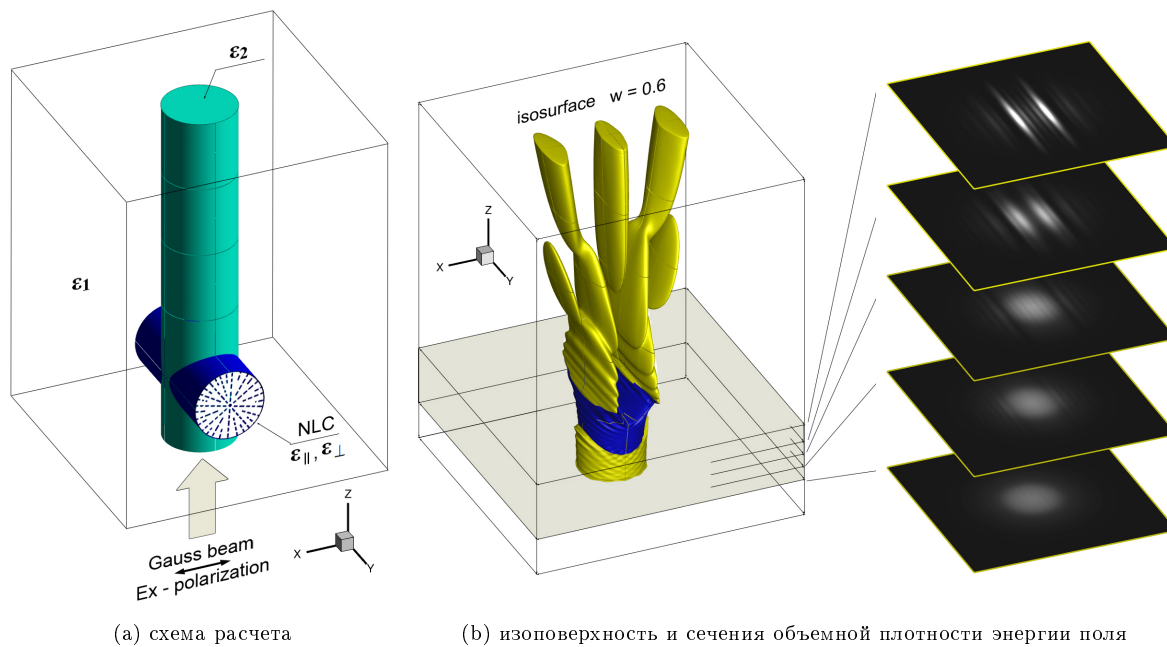 ε2
ε1
NLC
ε∥, ε⊥
Gauss beam
Ex - polarization
Z
X
Y
isosurface w = 0.6
Z
X
Y
(a) схема расчета
(b) изоповерхность и сечения объемной плотности энергии поля